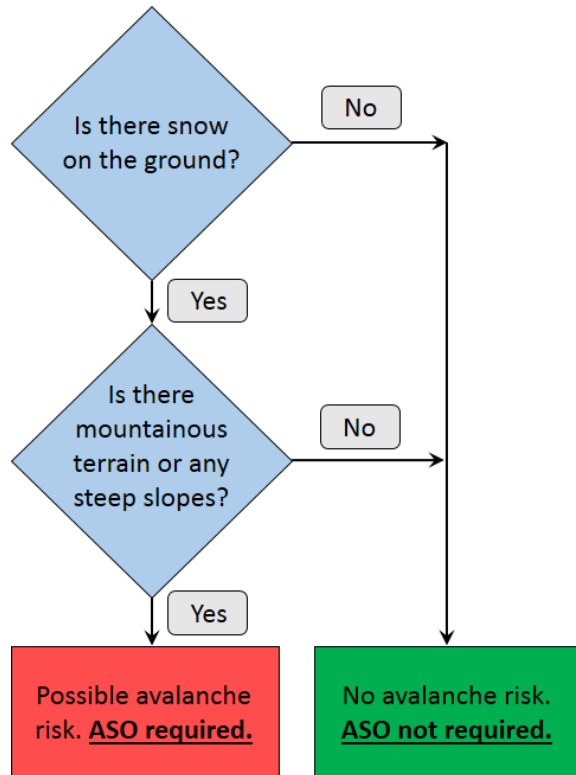 Is there snow
on the ground?
No
Yes
Is there
mountainous
terrain or any
steep slopes?
No
Yes
Possible avalanche
risk. ASO required.
No avalanche risk.
ASO not required.